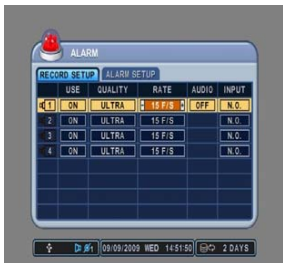 ALARM
RECORD SETUP ALARM SETUP
USE QUALITY RATE AUDIO INPUT
1 ON ULTRA 15 F/S OFF N.O.
2 ON ULTRA 15 F/S N.O.
3 ON ULTRA 15 F/S N.O.
4 ON ULTRA 15 F/S N.O.
1 09/09/2009 WED 14:51:50 2 DAYS